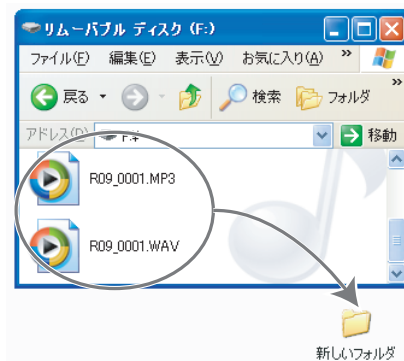 リムーバブル ディスク (F:)
ファイル(F) 編集(E) 表示(V) お気に入り(A) »
戻る 検索 フォルダ »
アドレス(D) F:¥ 移動
R09_0001.MP3
R09_0001.WAV
新しいフォルダ